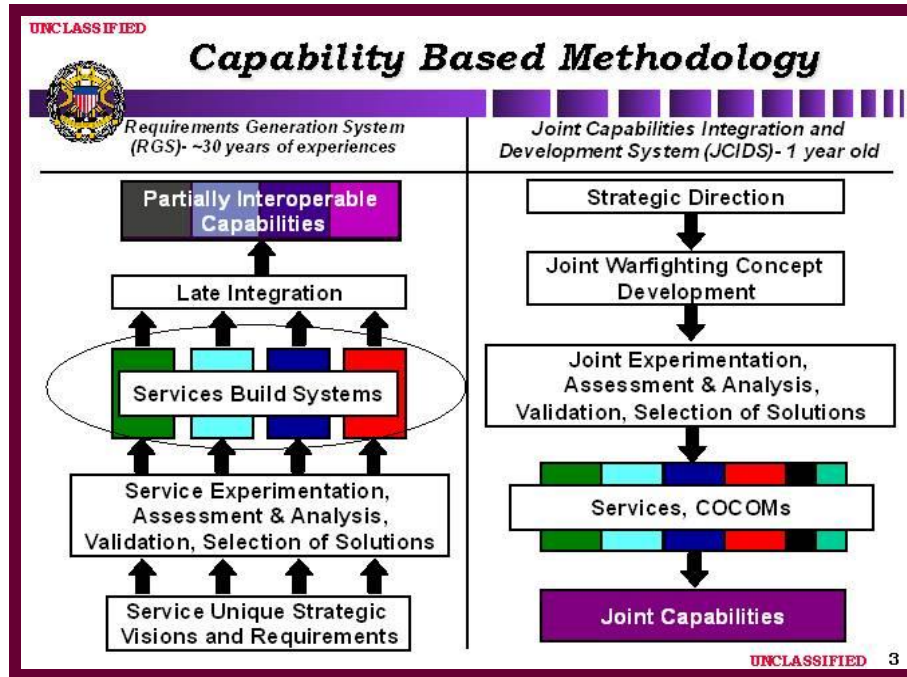 UNCLASSIFIED
Capability Based Methodology
Requirements Generation System
(RGS)- ~30 years of experiences
Partially Interoperable
Capabilities
Late Integration
Services Build Systems
Service Experimentation,
Assessment & Analysis,
Validation, Selection of Solutions
Service Unique Strategic
Visions and Requirements
Joint Capabilities Integration and
Development System (JCIDS)- 1 year old
Strategic Direction
Joint Warfighting Concept
Development
Joint Experimentation,
Assessment & Analysis,
Validation, Selection of Solutions
Services, COCOMs
Joint Capabilities
UNCLASSIFIED 3